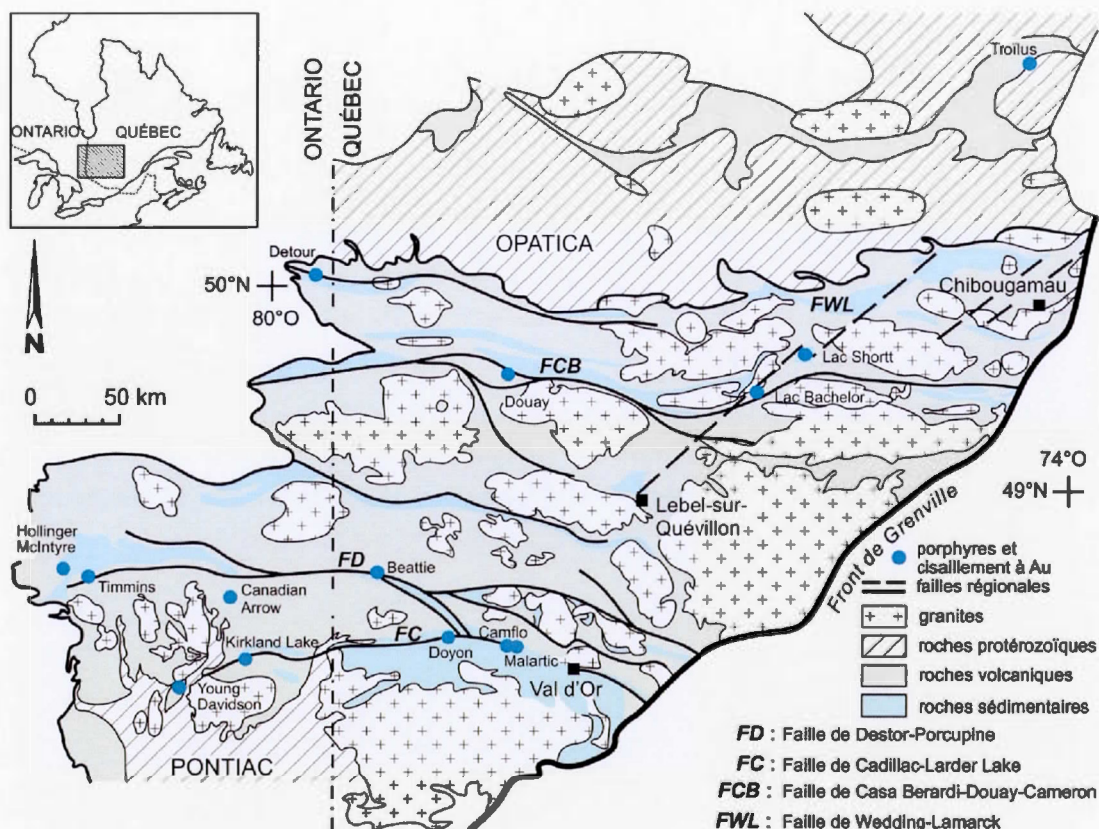 ONTARIO
QUÉBEC
ONTARIO
QUÉBEC
Troïlus
OPATICA
N
0 50 km
Detour
50°N
80°O
FWL
Chibougamau
Lac Shortt
FCB
Douay
Lac Bachelor
Lebel-sur-
Quévillon
74°O
49°N
Front de Grenville
Hollinger
McIntyre
Timmins
Canadian
Arrow
FD
Beattie
Kirkland Lake
FC
Doyon
Camflo
Malartic
Val d'Or
Young
Davidson
PONTIAC
porphyres et
cisaillement à Au
failles régionales
granites
roches protérozoïques
roches volcaniques
roches sédimentaires
FD : Faille de Destor-Porcupine
FC : Faille de Cadillac-Larder Lake
FCB : Faille de Casa Berardi-Douay-Cameron
FWL : Faille de Wedding-Lamarck